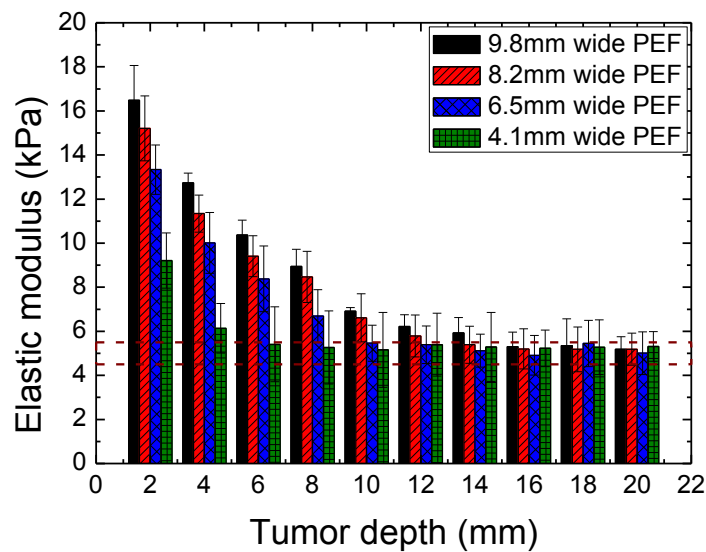 20
18
16
14
12
10
8
6
4
2
0
Elastic modulus (kPa)
9.8mm wide PEF
8.2mm wide PEF
6.5mm wide PEF
4.1mm wide PEF
0 2 4 6 8 10 12 14 16 18 20 22
Tumor depth (mm)